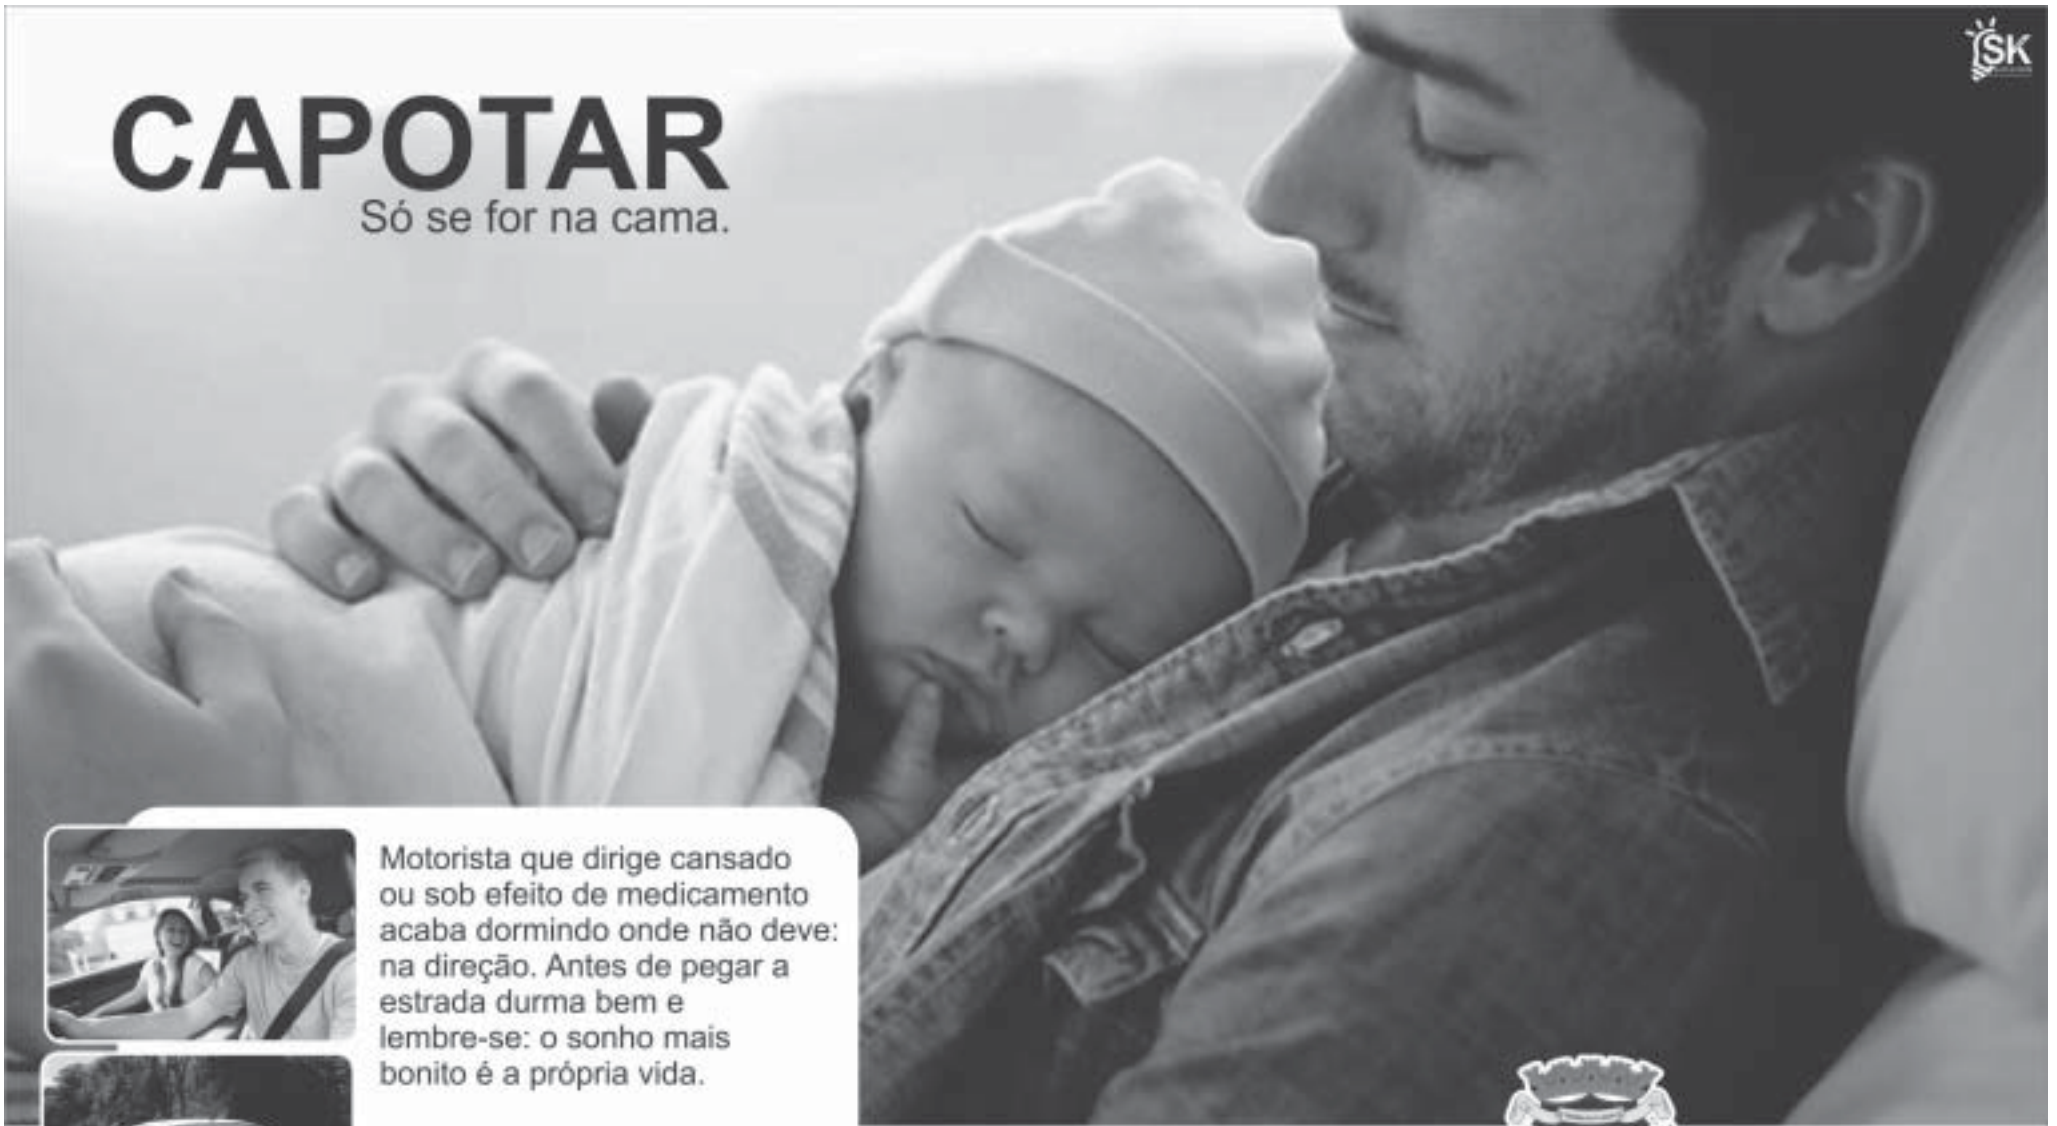 CAPOTAR
Só se for na cama.
SK
Motorista que dirige cansado
ou sob efeito de medicamento
acaba dormindo onde não deve:
na direção. Antes de pegar a
estrada durma bem e
lembre-se: o sonho mais
bonito é a própria vida.